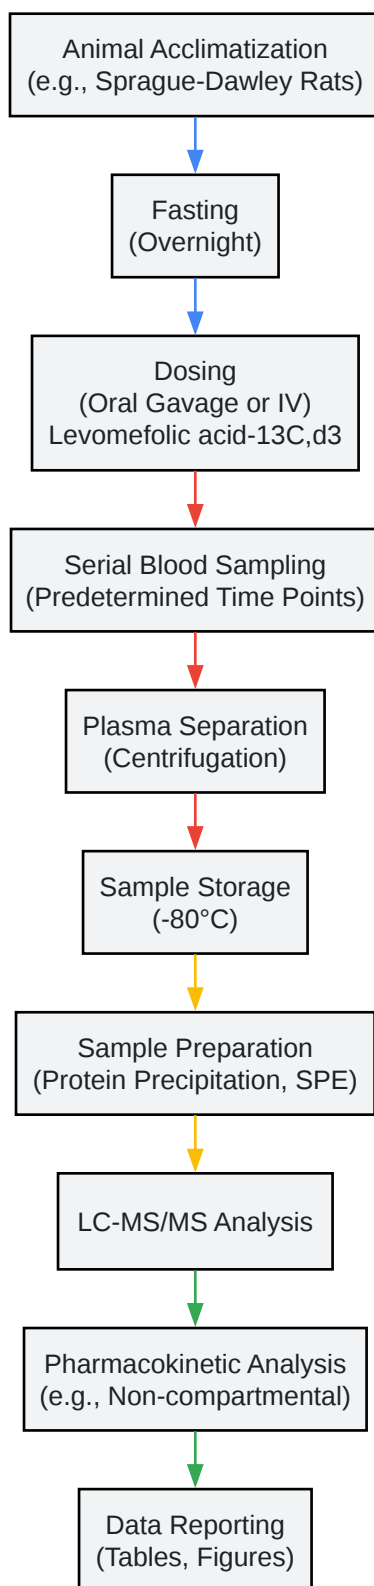 Animal Acclimatization
(e.g., Sprague-Dawley Rats)
Fasting
(Overnight)
Dosing
(Oral Gavage or IV)
Levomefolic acid-13C,d3
Serial Blood Sampling
(Predetermined Time Points)
Plasma Separation
(Centrifugation)
Sample Storage
(-80°C)
Sample Preparation
(Protein Precipitation, SPE)
LC-MS/MS Analysis
Pharmacokinetic Analysis
(e.g., Non-compartmental)
Data Reporting
(Tables, Figures)